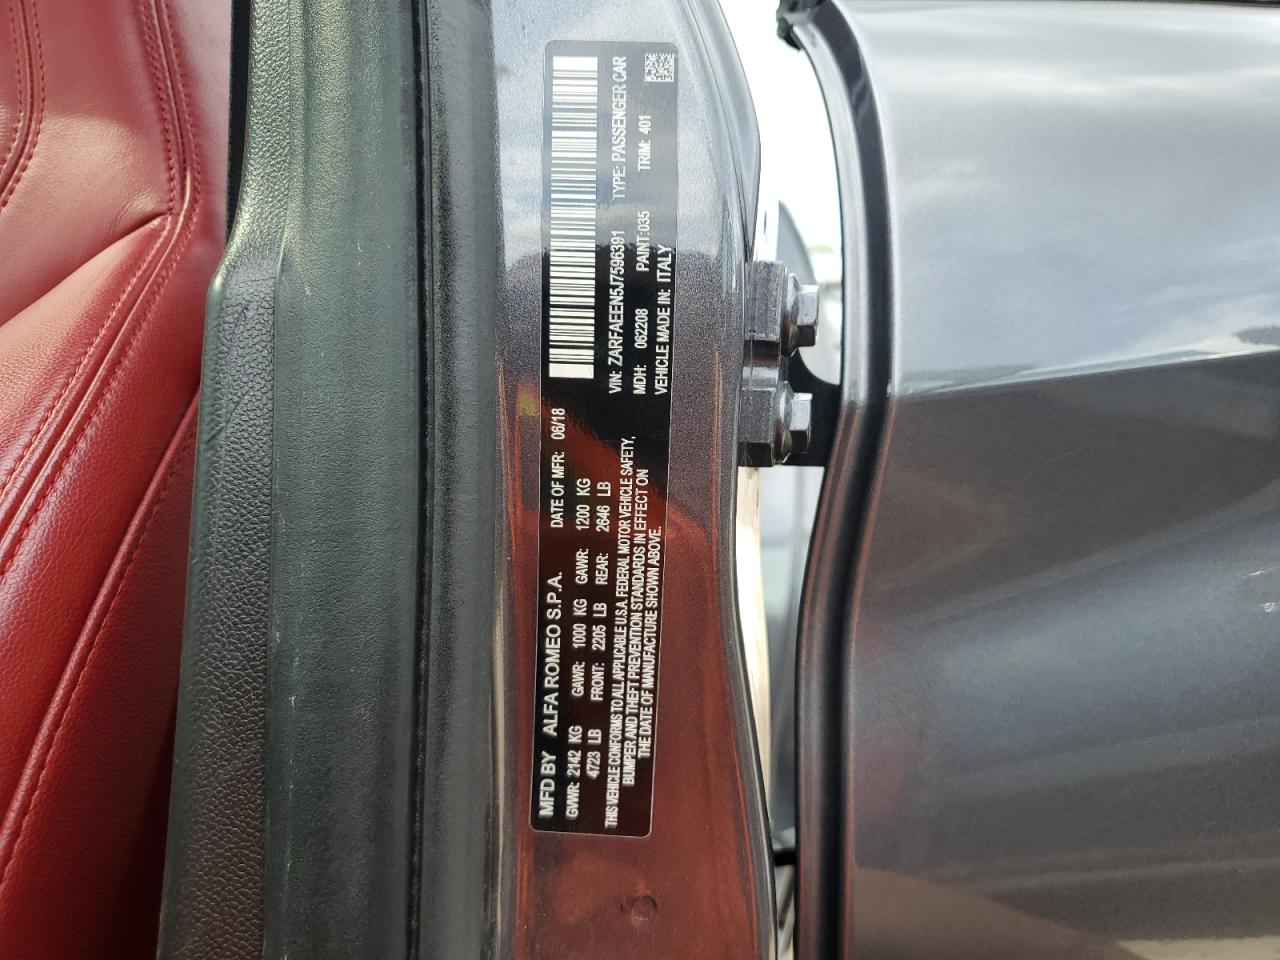 MFD BY ALFA ROMEO S.P.A. DATE OF MFR: 06/18
GVWR: 2142 KG GAWR: 1000 KG GAWR: 1200 KG
4723 LB FRONT: 2205 LB REAR: 2646 LB
THIS VEHICLE CONFORMS TO ALL APPLICABLE U.S.A. FEDERAL MOTOR VEHICLE SAFETY,
BUMPER AND THEFT PREVENTION STANDARDS IN EFFECT ON
THE DATE OF MANUFACTURE SHOWN ABOVE.
VIN: ZARFAEEN5J7596391 TYPE: PASSENGER CAR
MDH: 062208 PAINT:035 TRIM: 401
VEHICLE MADE IN: ITALY